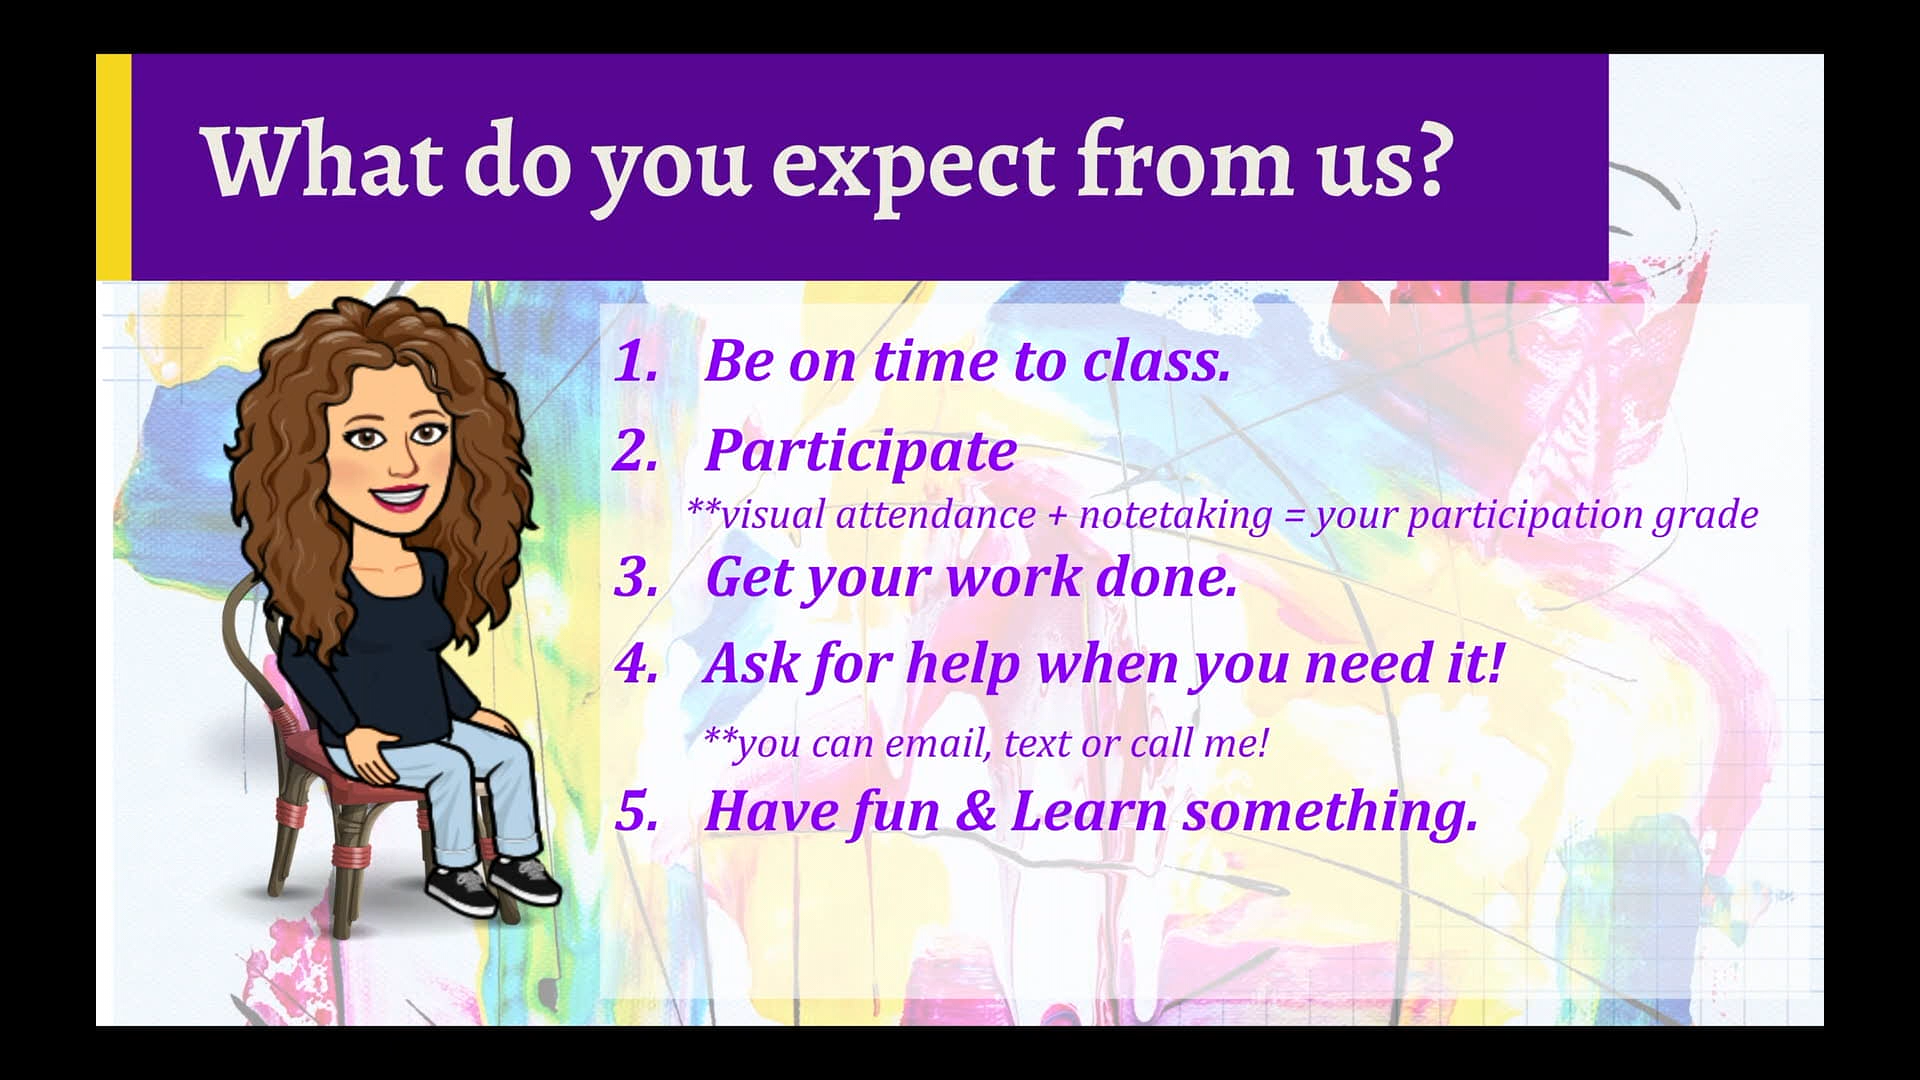 What do you expect from us?
1. Be on time to class.
2. Participate
**visual attendance + notetaking = your participation grade
3. Get your work done.
4. Ask for help when you need it!
**you can email, text or call me!
5. Have fun & Learn something.